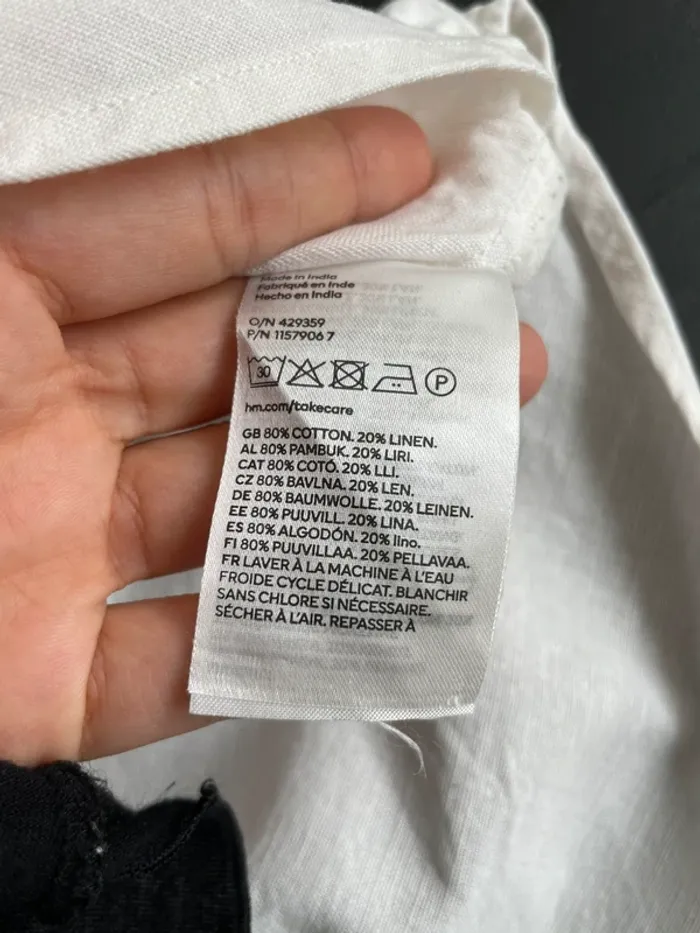 Made in India
Fabriqué en Inde
Hecho en India
O/N 429359
P/N 1157906 7
30
P
hm.com/takecare
GB 80% COTTON. 20% LINEN.
AL 80% PAMBUK. 20% LIRI.
CAT 80% COTÓ. 20% LLI.
CZ 80% BAVLNA. 20% LEN.
DE 80% BAUMWOLLE. 20% LEINEN.
EE 80% PUUVILL. 20% LINA.
ES 80% ALGODÓN. 20% lino.
FI 80% PUUVILLAA. 20% PELLAVAA.
FR LAVER À LA MACHINE À L'EAU
FROIDE CYCLE DÉLICAT. BLANCHIR
SANS CHLORE SI NÉCESSAIRE.
SÉCHER À L'AIR. REPASSER À